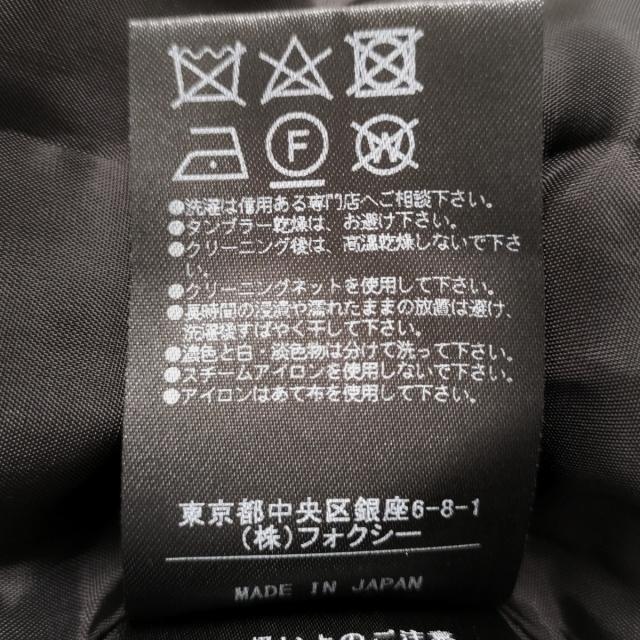 F W
●洗濯は信用ある専門店へご相談下さい。
●タンブラー乾燥は、お避け下さい。
●クリーニング後は、高温乾燥しないで下さ
い。
●クリーニングネットを使用して下さい。
●長時間の浸漬や濡れたままの放置は避け、
洗濯後すばやく干して下さい。
●濃色と白・淡色物は分けて洗って下さい。
●スチームアイロンを使用しないで下さい。
●アイロンはあて布を使用して下さい。
東京都中央区銀座6-8-1
(株)フォクシー
MADE IN JAPAN
のご注意